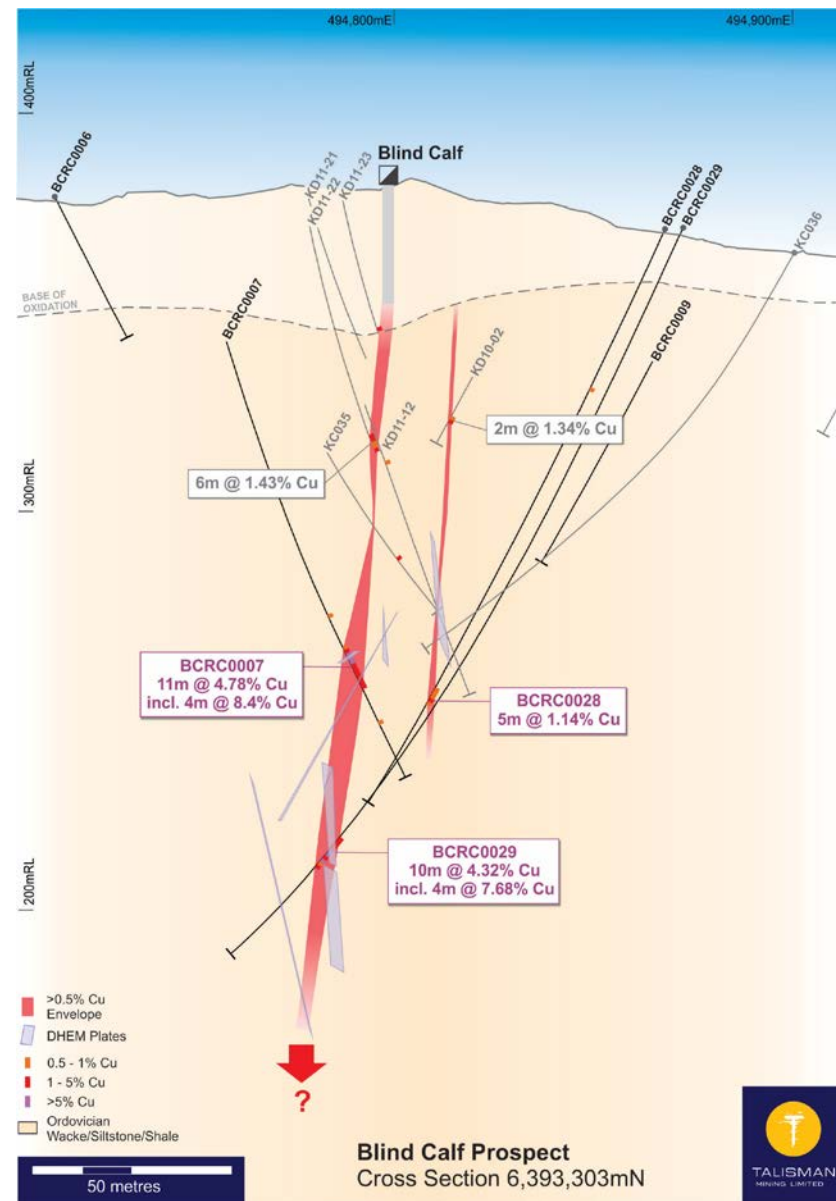 494,800mE
494,900mE
400mRL
BCRC0006
KD11-21
KD11-22
KD11-23
Blind Calf
BCRC0028
BCRC0029
KC036
BASE OF
OXIDATION
BCRC0007
KD10-02
BCRC0009
KC035
KD11-12
2m @ 1.34% Cu
6m @ 1.43% Cu
300mRL
BCRC0007
11m @ 4.78% Cu
incl. 4m @ 8.4% Cu
BCRC0028
5m @ 1.14% Cu
BCRC0029
10m @ 4.32% Cu
incl. 4m @ 7.68% Cu
200mRL
>0.5% Cu
Envelope
DHEM Plates
0.5 - 1% Cu
1 - 5% Cu
>5% Cu
Ordovician
Wacke/Siltstone/Shale
?
50 metres
Blind Calf Prospect
Cross Section 6,393,303mN
TALISMAN
MINING LIMITED